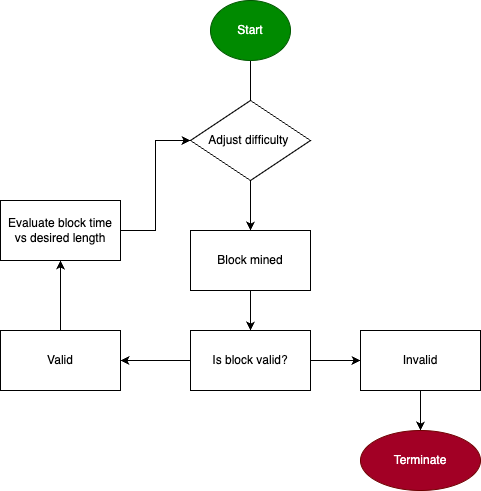 Start
Adjust difficulty
Evaluate block time
vs desired length
Block mined
Valid
Is block valid?
Invalid
Terminate